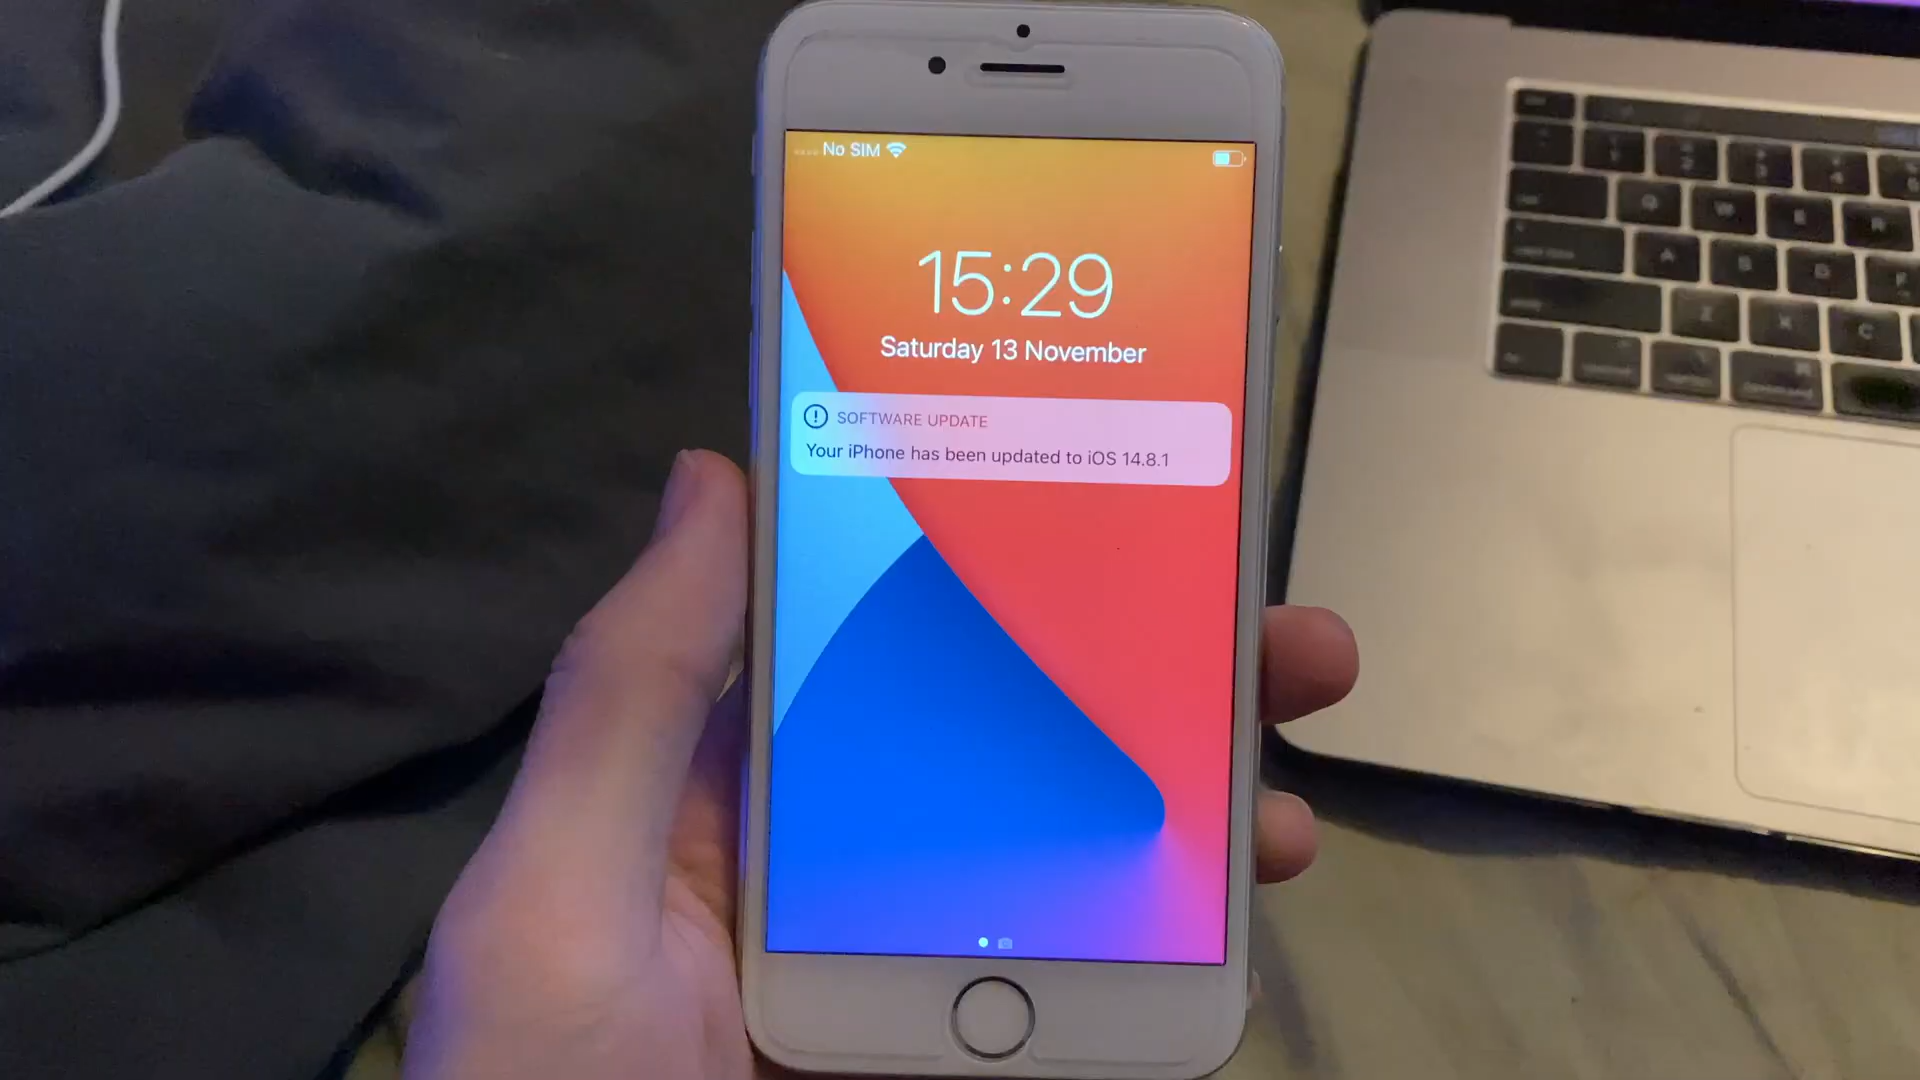 No SIM
15:29
Saturday 13 November
SOFTWARE UPDATE
Your iPhone has been updated to iOS 14.8.1
Q W E R
A S D F
Z X C